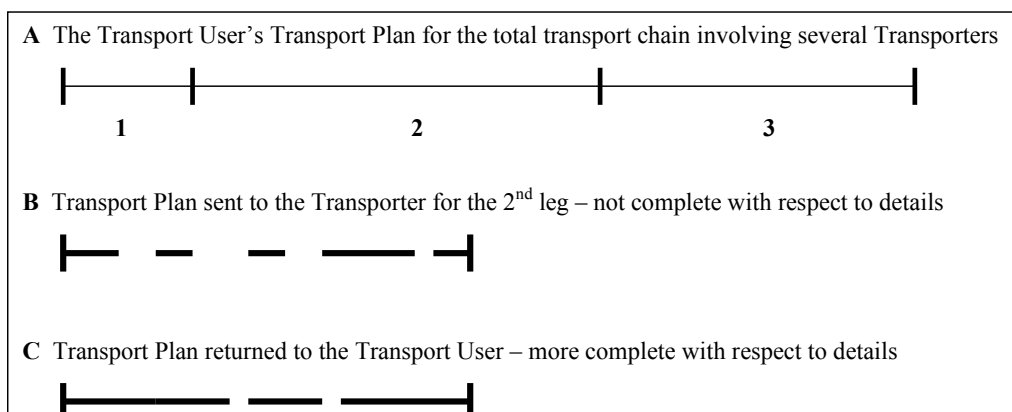 A The Transport User’s Transport Plan for the total transport chain involving several Transporters
1 2 3
B Transport Plan sent to the Transporter for the 2nd leg – not complete with respect to details
C Transport Plan returned to the Transport User – more complete with respect to details